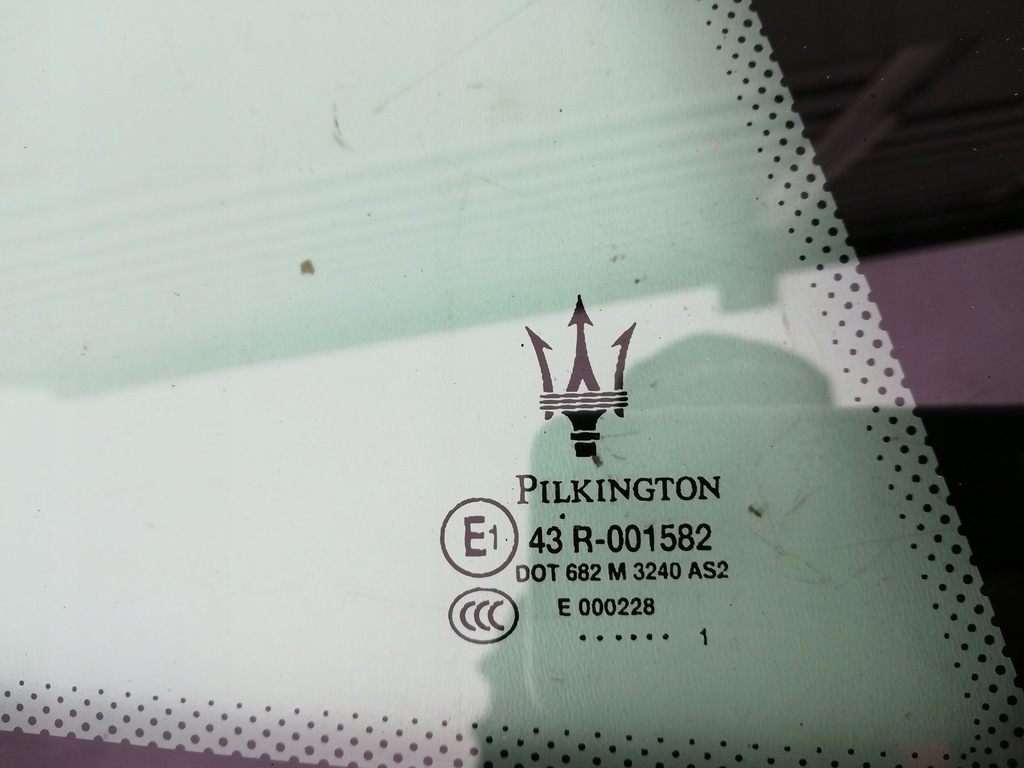 PILKINGTON
E1 43 R-001582
DOT 682 M 3240 AS2
CCC E 000228
...... 1